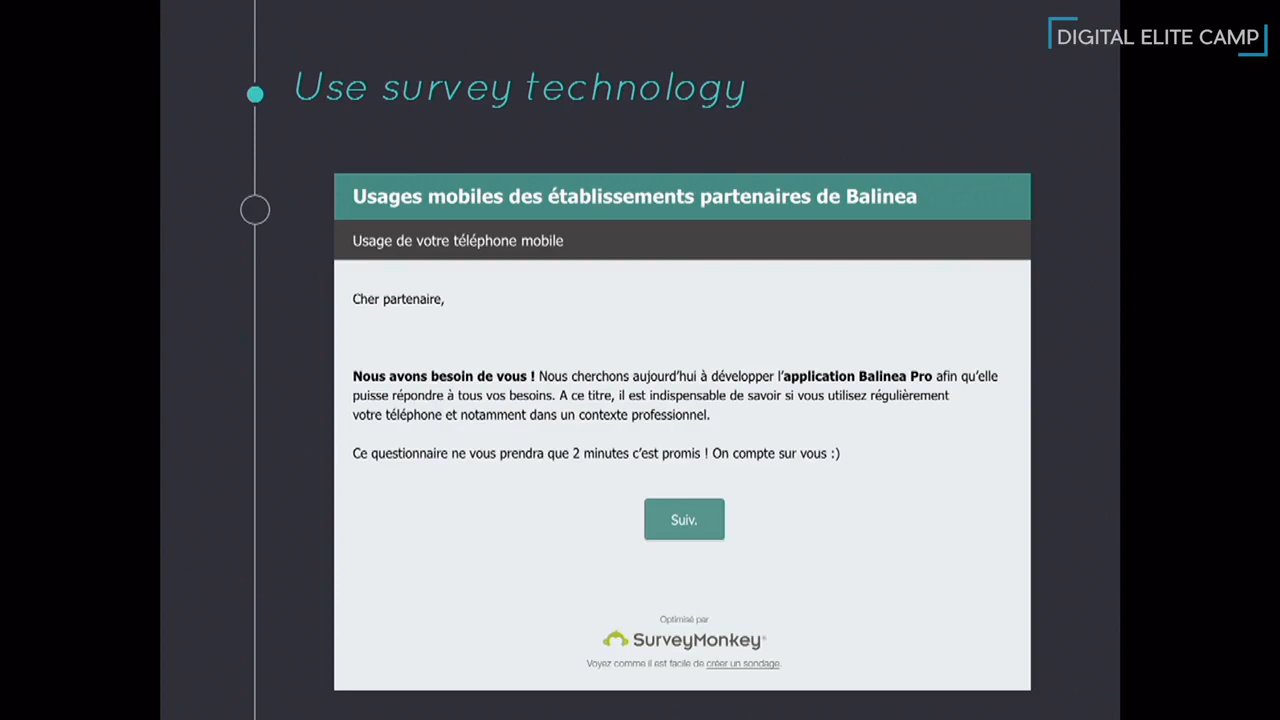 DIGITAL ELITE CAMP
Use survey technology
Usages mobiles des établissements partenaires de Balinea
Usage de votre téléphone mobile
Cher partenaire,
Nous avons besoin de vous ! Nous cherchons aujourd'hui à développer l'application Balinea Pro afin qu'elle
puisse répondre à tous vos besoins. A ce titre, il est indispensable de savoir si vous utilisez régulièrement
votre téléphone et notamment dans un contexte professionnel.
Ce questionnaire ne vous prendra que 2 minutes c'est promis ! On compte sur vous :)
Suiv.
Optimisé par
SurveyMonkey®
Voyez comme il est facile de créer un sondage.